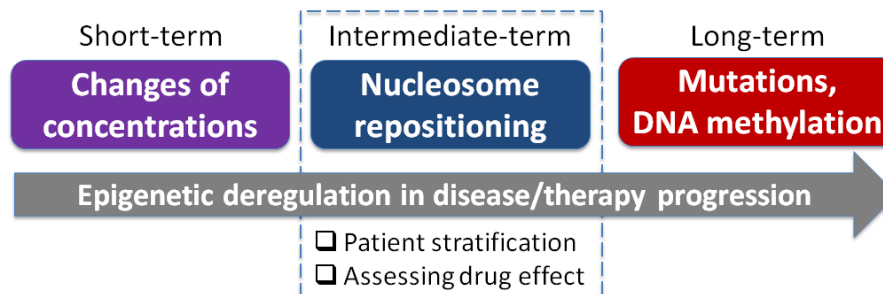 Short-term
Intermediate-term
Long-term
Changes of
concentrations
Nucleosome
repositioning
Mutations,
DNA methylation
Epigenetic deregulation in disease/therapy progression
Patient stratification
Assessing drug effect